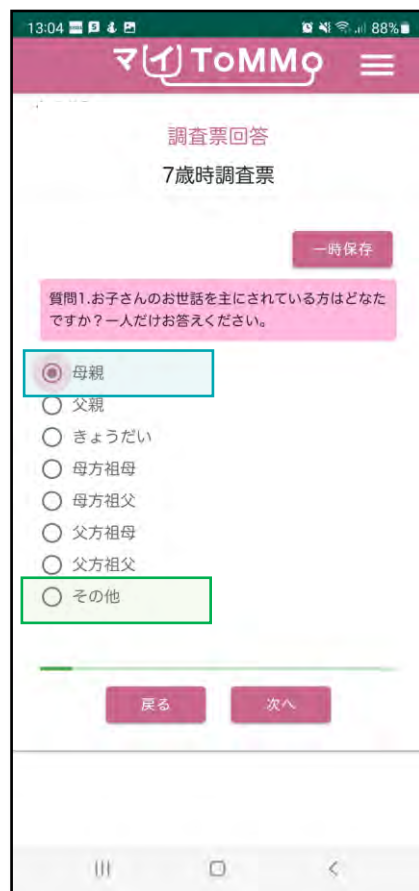 13:04 88%
マイToMMo
調査票回答
7歳時調査票
一時保存
質問1.お子さんのお世話を主にされている方はどなた
ですか？一人だけお答えください。
母親
父親
きょうだい
母方祖母
母方祖父
父方祖母
父方祖父
その他
戻る 次へ